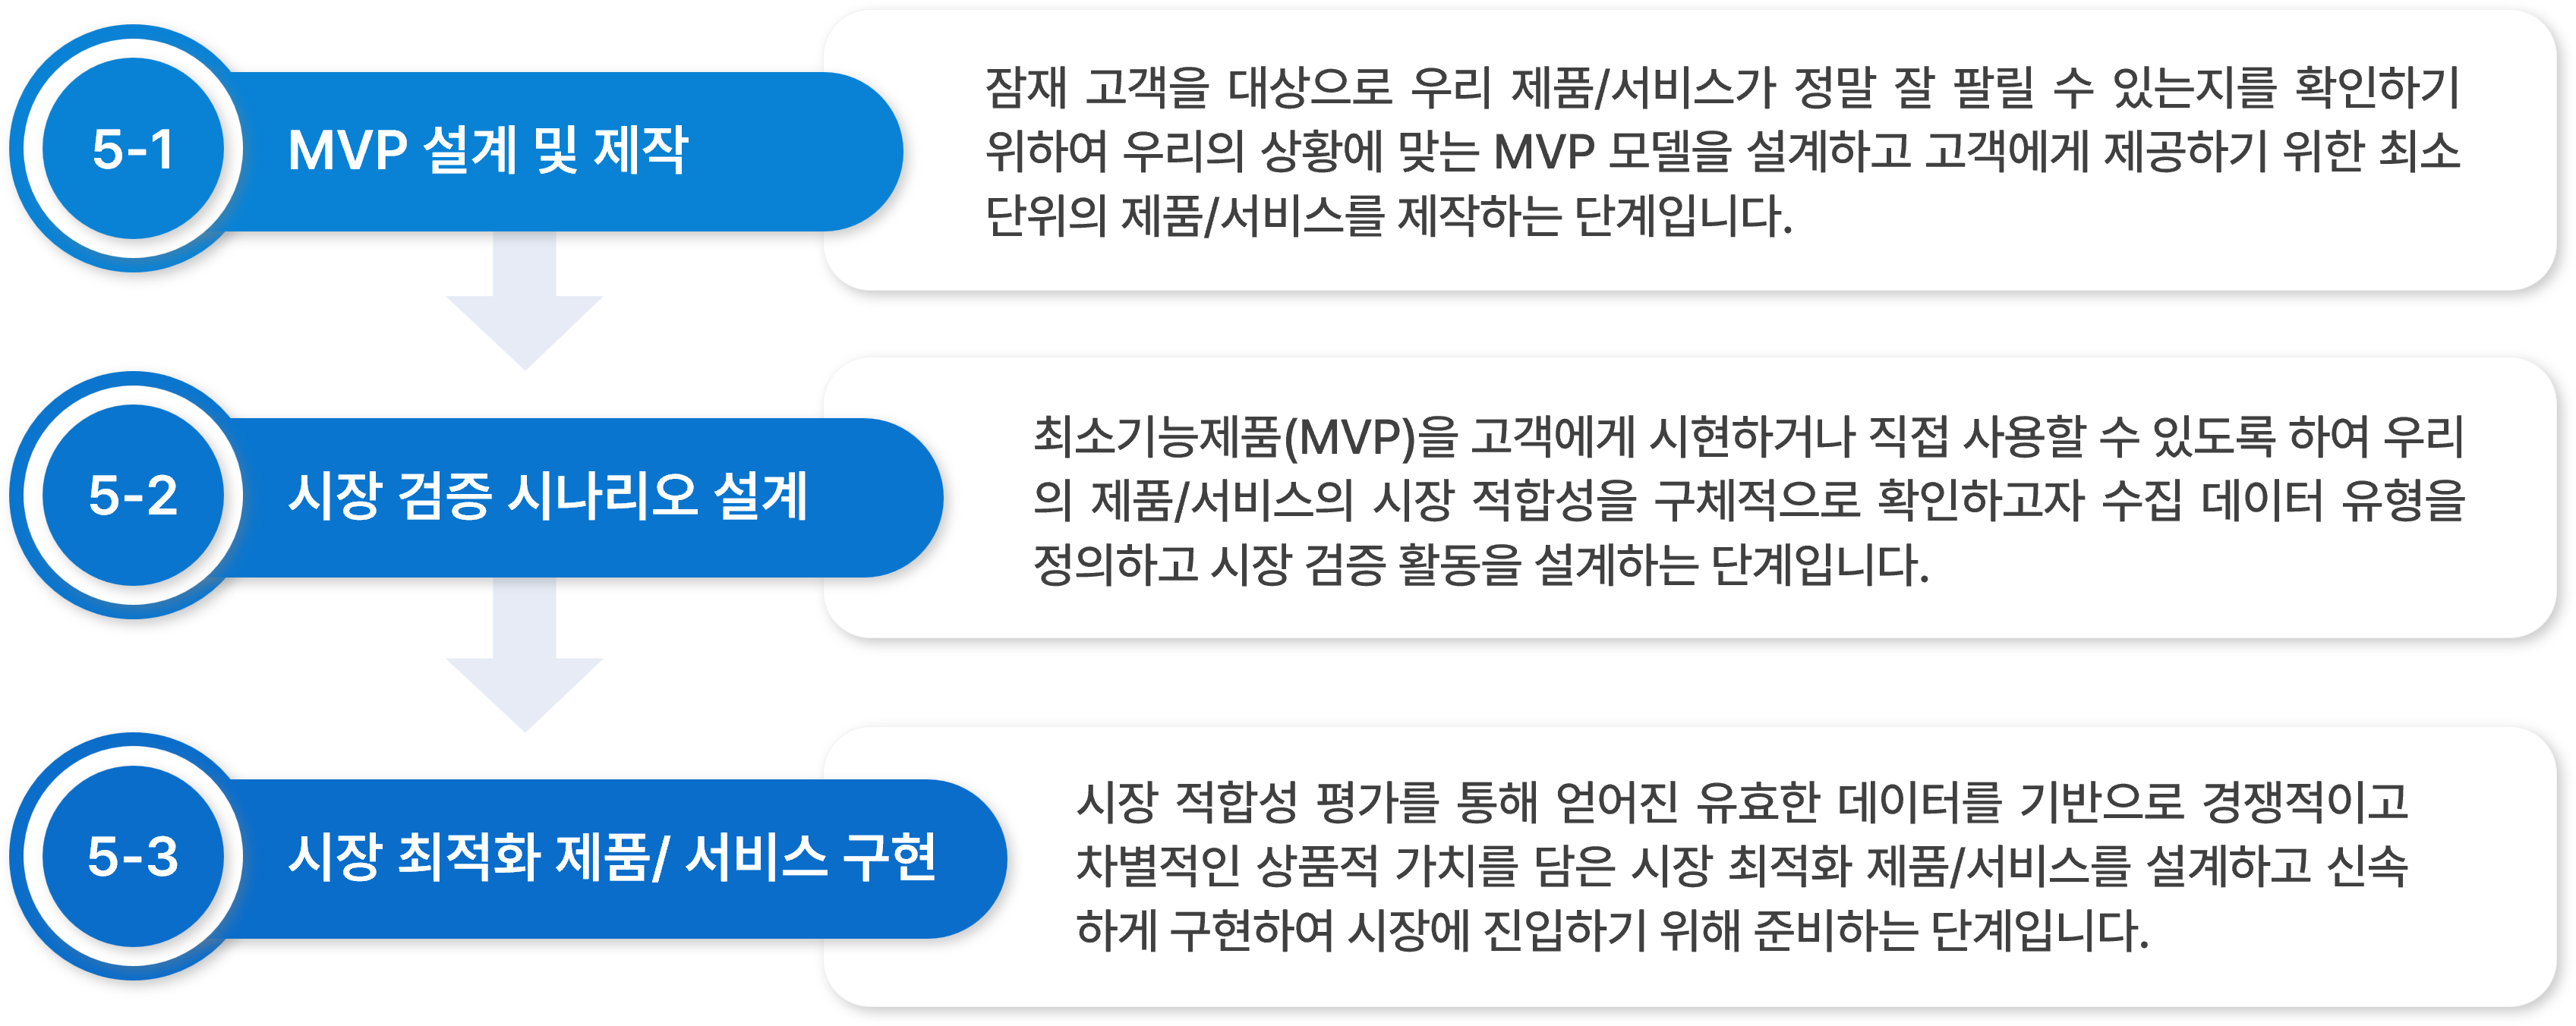 5-1
MVP 설계 및 제작
잠재 고객을 대상으로 우리 제품/서비스가 정말 잘 팔릴 수 있는지를 확인하기
위하여 우리의 상황에 맞는 MVP 모델을 설계하고 고객에게 제공하기 위한 최소
단위의 제품/서비스를 제작하는 단계입니다.
5-2
시장 검증 시나리오 설계
최소기능제품(MVP)을 고객에게 시현하거나 직접 사용할 수 있도록 하여 우리
의 제품/서비스의 시장 적합성을 구체적으로 확인하고자 수집 데이터 유형을
정의하고 시장 검증 활동을 설계하는 단계입니다.
5-3
시장 최적화 제품/ 서비스 구현
시장 적합성 평가를 통해 얻어진 유효한 데이터를 기반으로 경쟁적이고
차별적인 상품적 가치를 담은 시장 최적화 제품/서비스를 설계하고 신속
하게 구현하여 시장에 진입하기 위해 준비하는 단계입니다.